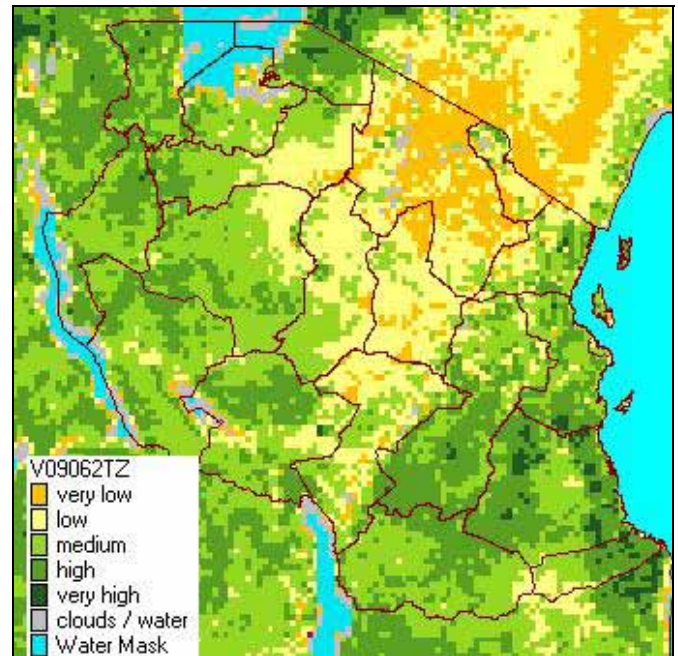 V09062TZ
very low
low
medium
high
very high
clouds / water
Water Mask